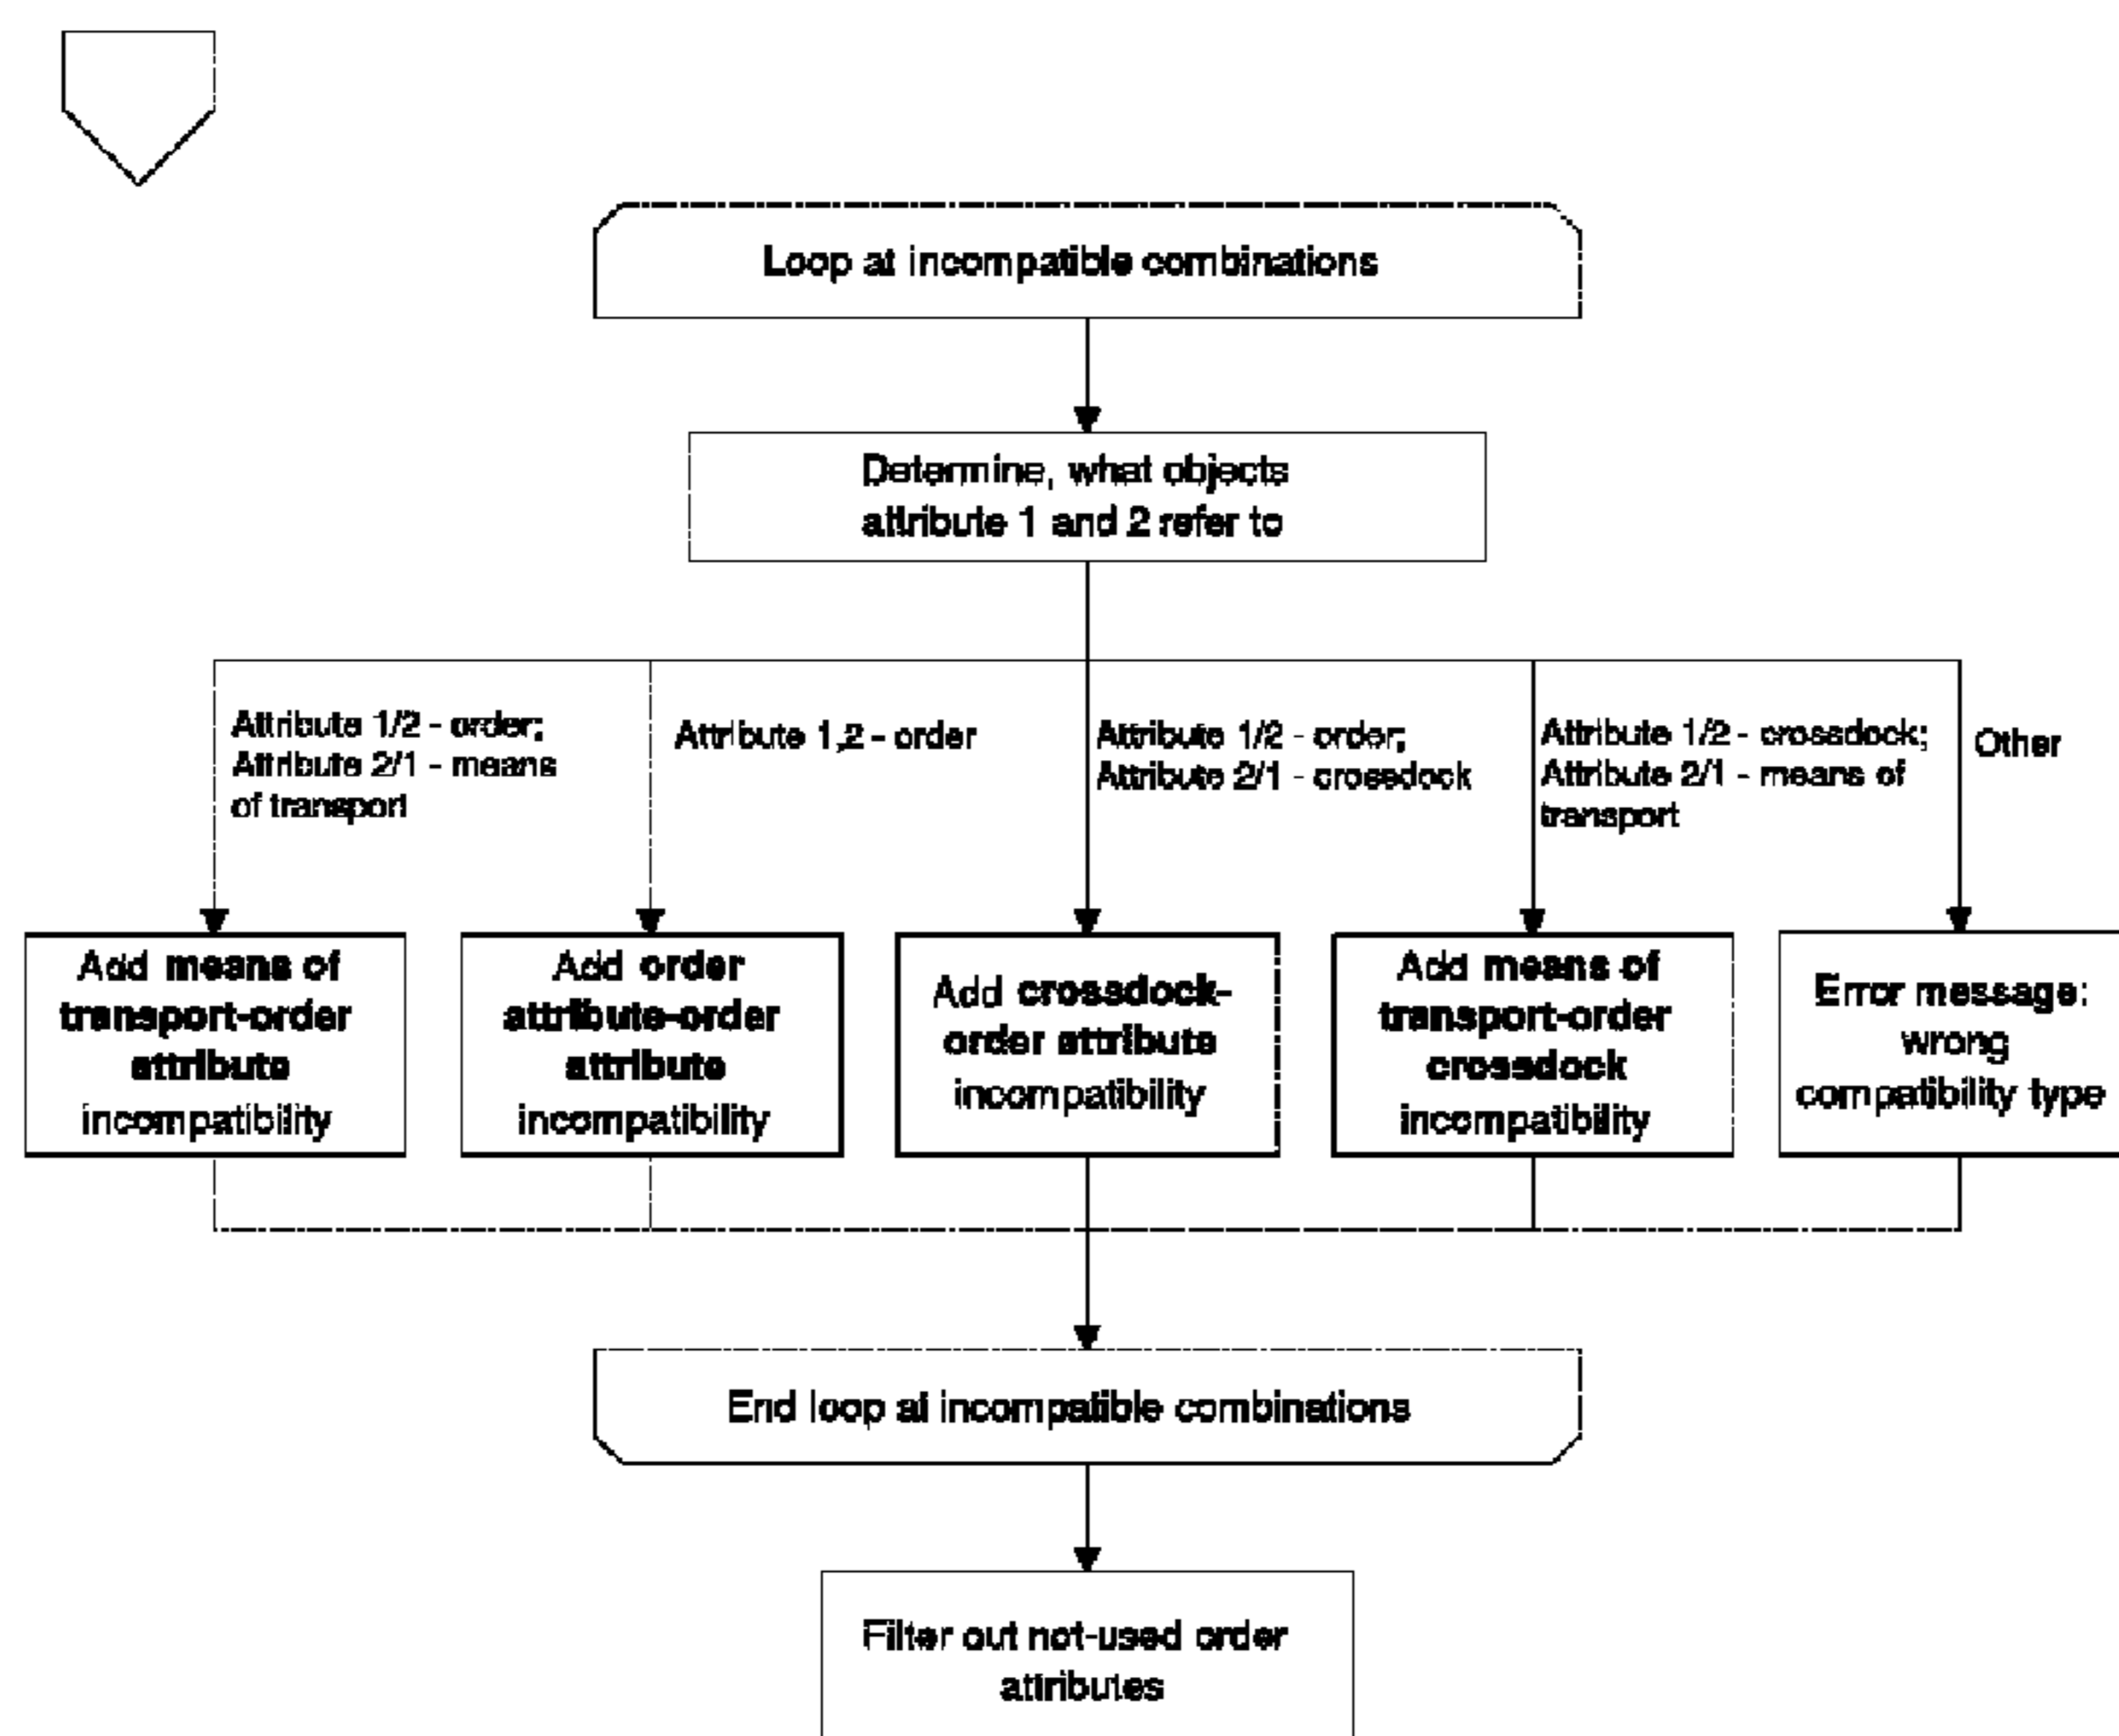 Loop at incompatible combinations
Determine, what objects
attribute 1 and 2 refer to
Attribute 1/2 - order;
Attribute 2/1 - means
of transport
Attribute 1,2 - order
Attribute 1/2 - order;
Attribute 2/1 - crossdock
Attribute 1/2 - crossdock;
Attribute 2/1 - means of
transport
Other
Add means of
transport-order
attribute
incompatibility
Add order
attribute-order
attribute
incompatibility
Add crossdock-
order attribute
incompatibility
Add means of
transport-order
crossdock
incompatibility
Error message:
wrong
compatibility type
End loop at incompatible combinations
Filter out not-used order
attributes